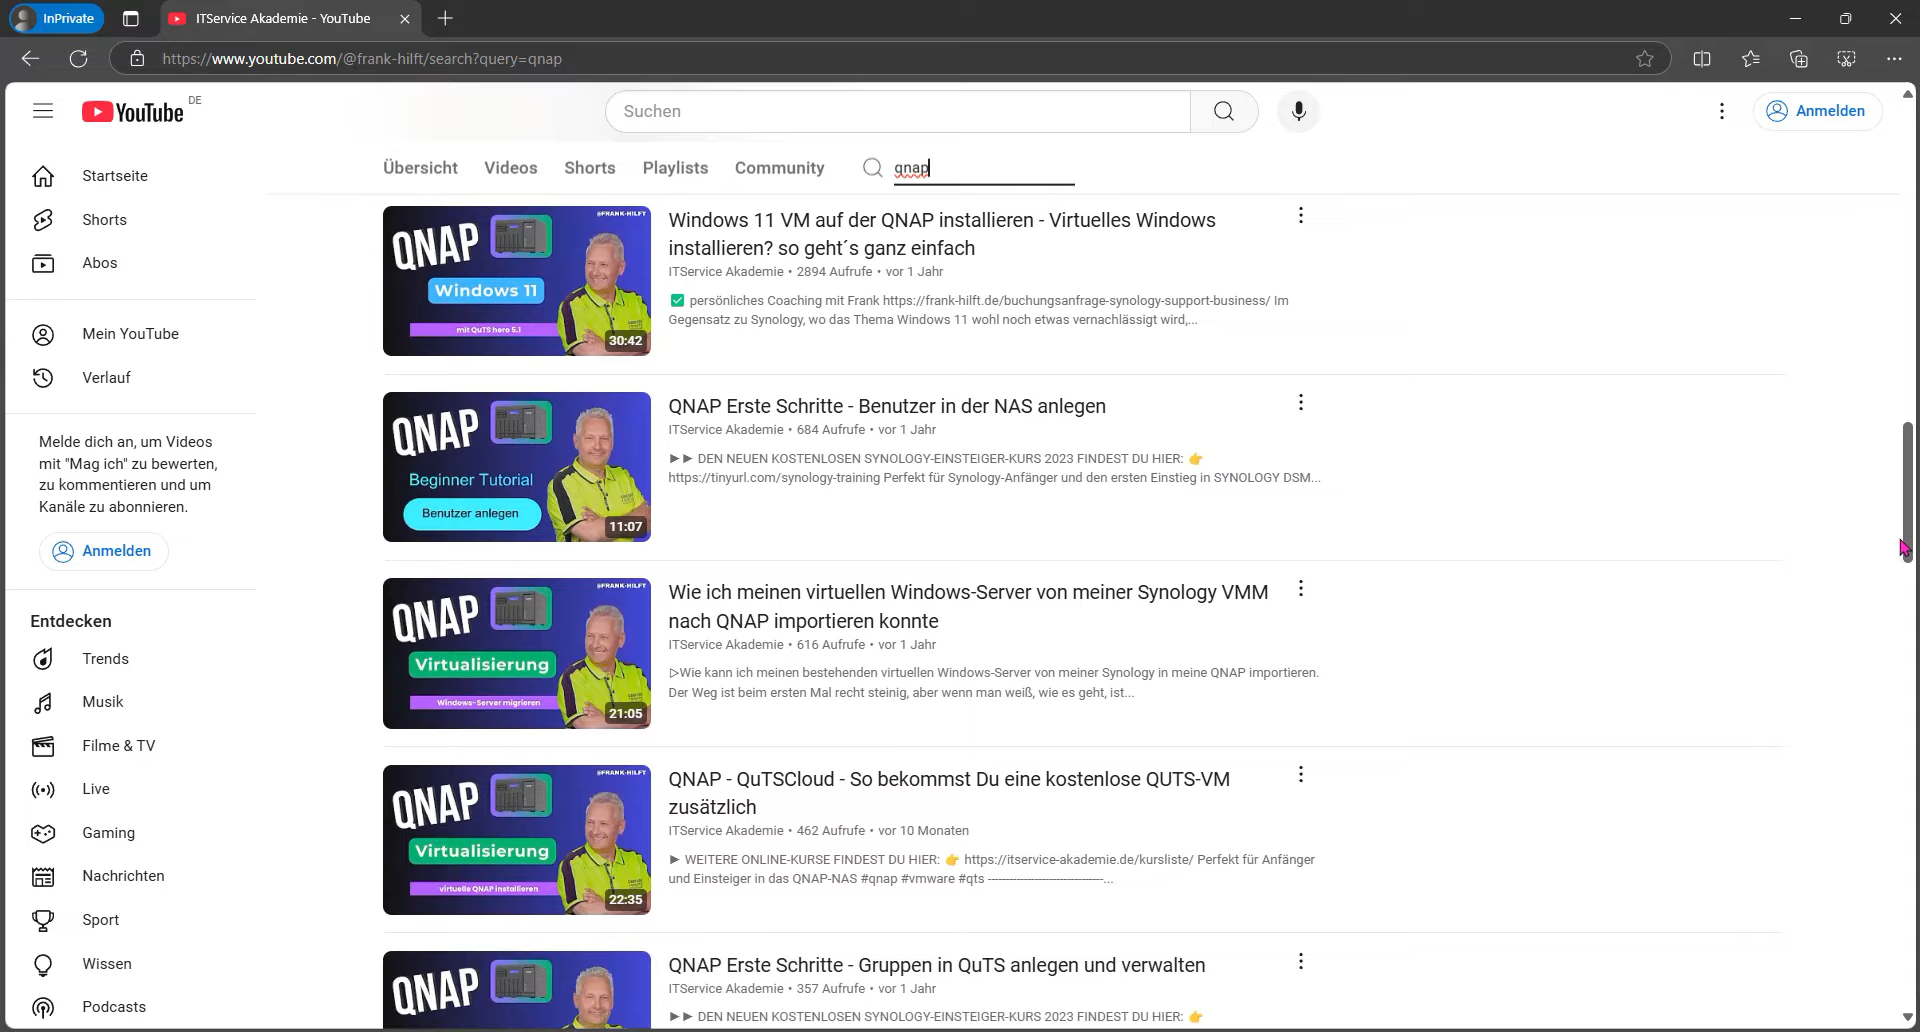 InPrivate
ITService Akademie - YouTube
https://www.youtube.com/@frank-hilft/search?query=qnap
YouTube DE
Suchen
Anmelden
Übersicht Videos Shorts Playlists Community qnap
Startseite
Shorts
Abos
Mein YouTube
Verlauf
Melde dich an, um Videos
mit "Mag ich" zu bewerten,
zu kommentieren und um
Kanäle zu abonnieren.
Anmelden
Entdecken
Trends
Musik
Filme & TV
Live
Gaming
Nachrichten
Sport
Wissen
Podcasts
@FRANK-HILFT
QNAP
Windows 11
mit QuTS hero 5.1
30:42
Windows 11 VM auf der QNAP installieren - Virtuelles Windows
installieren? so geht´s ganz einfach
ITService Akademie • 2894 Aufrufe • vor 1 Jahr
✅ persönliches Coaching mit Frank https://frank-hilft.de/buchungsanfrage-synology-support-business/ Im
Gegensatz zu Synology, wo das Thema Windows 11 wohl noch etwas vernachlässigt wird,...
QNAP
Beginner Tutorial
Benutzer anlegen
11:07
QNAP Erste Schritte - Benutzer in der NAS anlegen
ITService Akademie • 684 Aufrufe • vor 1 Jahr
►► DEN NEUEN KOSTENLOSEN SYNOLOGY-EINSTEIGER-KURS 2023 FINDEST DU HIER: 👉
https://tinyurl.com/synology-training Perfekt für Synology-Anfänger und den ersten Einstieg in SYNOLOGY DSM...
@FRANK-HILFT
QNAP
Virtualisierung
Windows-Server migrieren
21:05
Wie ich meinen virtuellen Windows-Server von meiner Synology VMM
nach QNAP importieren konnte
ITService Akademie • 616 Aufrufe • vor 1 Jahr
▷Wie kann ich meinen bestehenden virtuellen Windows-Server von meiner Synology in meine QNAP importieren.
Der Weg ist beim ersten Mal recht steinig, aber wenn man weiß, wie es geht, ist...
@FRANK-HILFT
QNAP
Virtualisierung
virtuelle QNAP installieren
22:35
QNAP - QuTSCloud - So bekommst Du eine kostenlose QUTS-VM
zusätzlich
ITService Akademie • 462 Aufrufe • vor 10 Monaten
► WEITERE ONLINE-KURSE FINDEST DU HIER: 👉 https://itservice-akademie.de/kursliste/ Perfekt für Anfänger
und Einsteiger in das QNAP-NAS #qnap #vmware #qts -----------------------------...
QNAP
QNAP Erste Schritte - Gruppen in QuTS anlegen und verwalten
ITService Akademie • 357 Aufrufe • vor 1 Jahr
►► DEN NEUEN KOSTENLOSEN SYNOLOGY-EINSTEIGER-KURS 2023 FINDEST DU HIER: 👉